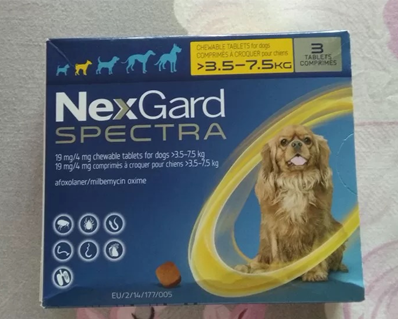 CHEWABLE TABLETS for dogs
COMPRIMÉS À CROQUER pour chiens
>3.5–7.5KG
3
TABLETS
COMPRIMÉS
NexGard
SPECTRA
19 mg/4 mg chewable tablets for dogs >3.5–7.5 kg
19 mg/4 mg comprimés à croquer pour chiens >3.5–7.5 kg
afoxolaner/milbemycin oxime
EU/2/14/177/005